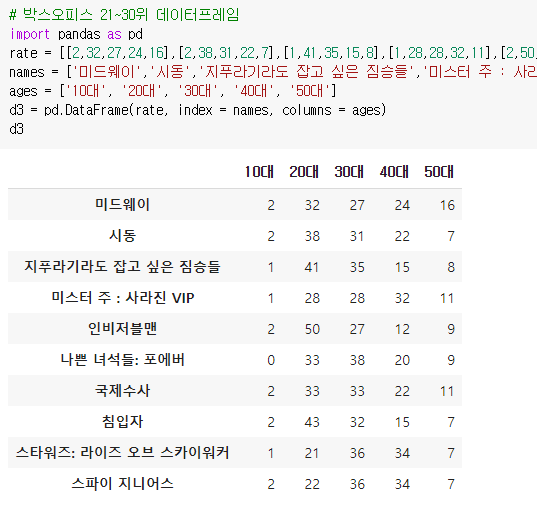 # 박스오피스 21~30위 데이터프레임
import pandas as pd
rate = [[2,32,27,24,16],[2,38,31,22,7],[1,41,35,15,8],[1,28,28,32,11],[2,50
names = ['미드웨이','시동','지푸라기라도 잡고 싶은 짐승들','미스터 주 : 사라
ages = ['10대', '20대', '30대', '40대', '50대']
d3 = pd.DataFrame(rate, index = names, columns = ages)
d3
10대 20대 30대 40대 50대
미드웨이 2 32 27 24 16
시동 2 38 31 22 7
지푸라기라도 잡고 싶은 짐승들 1 41 35 15 8
미스터 주 : 사라진 VIP 1 28 28 32 11
인비저블맨 2 50 27 12 9
나쁜 녀석들: 포에버 0 33 38 20 9
국제수사 2 33 33 22 11
침입자 2 43 32 15 7
스타워즈: 라이즈 오브 스카이워커 1 21 36 34 7
스파이 지니어스 2 22 36 34 7